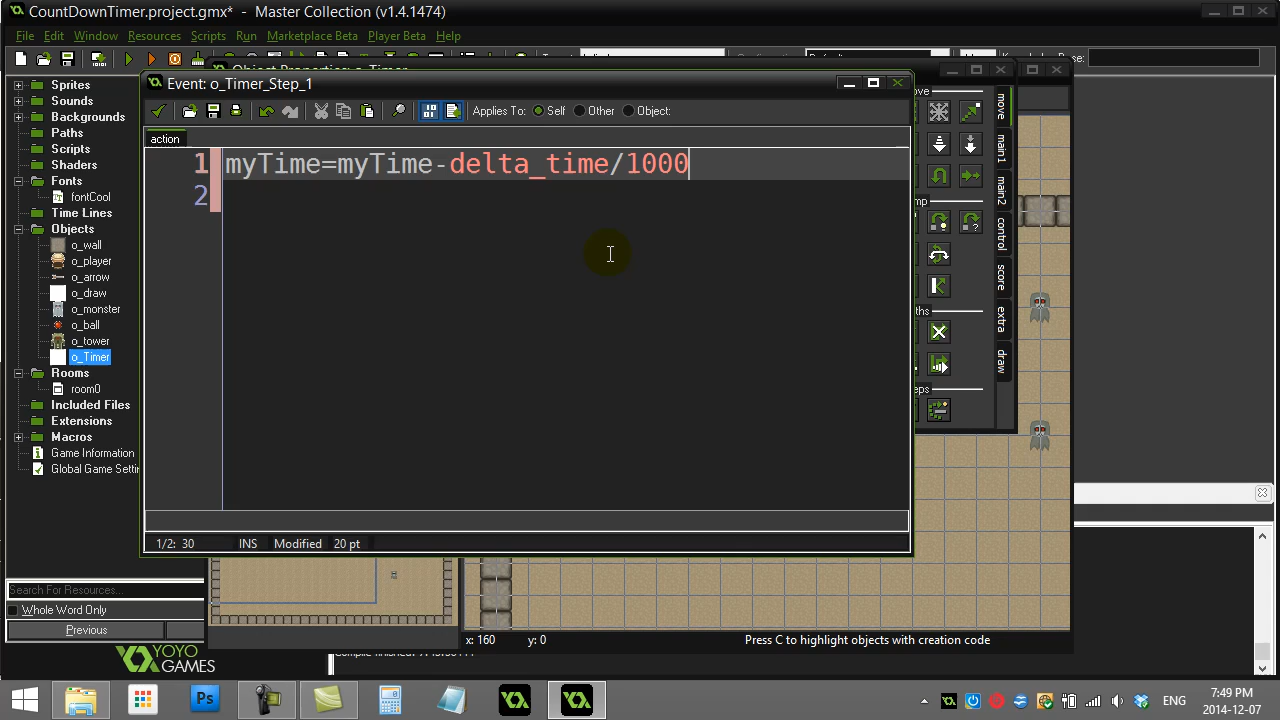 CountDownTimer.project.gmx* - Master Collection (v1.4.1474)
File Edit Window Resources Scripts Run Marketplace Beta Player Beta Help
Event: o_Timer_Step_1
Applies To: Self Other Object:
action
1 myTime=myTime-delta_time/1000
2
1/2: 30 INS Modified 20 pt
Sprites
Sounds
Backgrounds
Paths
Scripts
Shaders
Fonts
fontCool
Time Lines
Objects
o_wall
o_player
o_arrow
o_draw
o_monster
o_ball
o_tower
o_Timer
Rooms
room0
Included Files
Extensions
Macros
Game Information
Global Game Settin
Search For Resources...
Whole Word Only
Previous
YOYO
GAMES
move
main1
main2
control
score
extra
draw
x: 160 y: 0 Press C to highlight objects with creation code
ENG
7:49 PM
2014-12-07